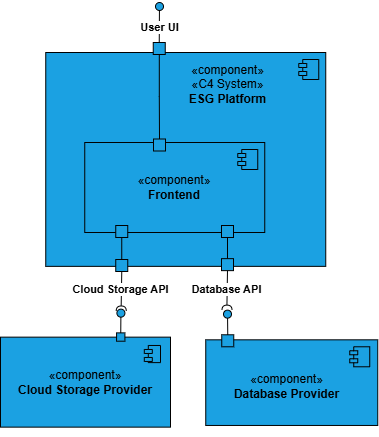 User UI
«component»
«C4 System»
ESG Platform
«component»
Frontend
Cloud Storage API
Database API
«component»
Cloud Storage Provider
«component»
Database Provider